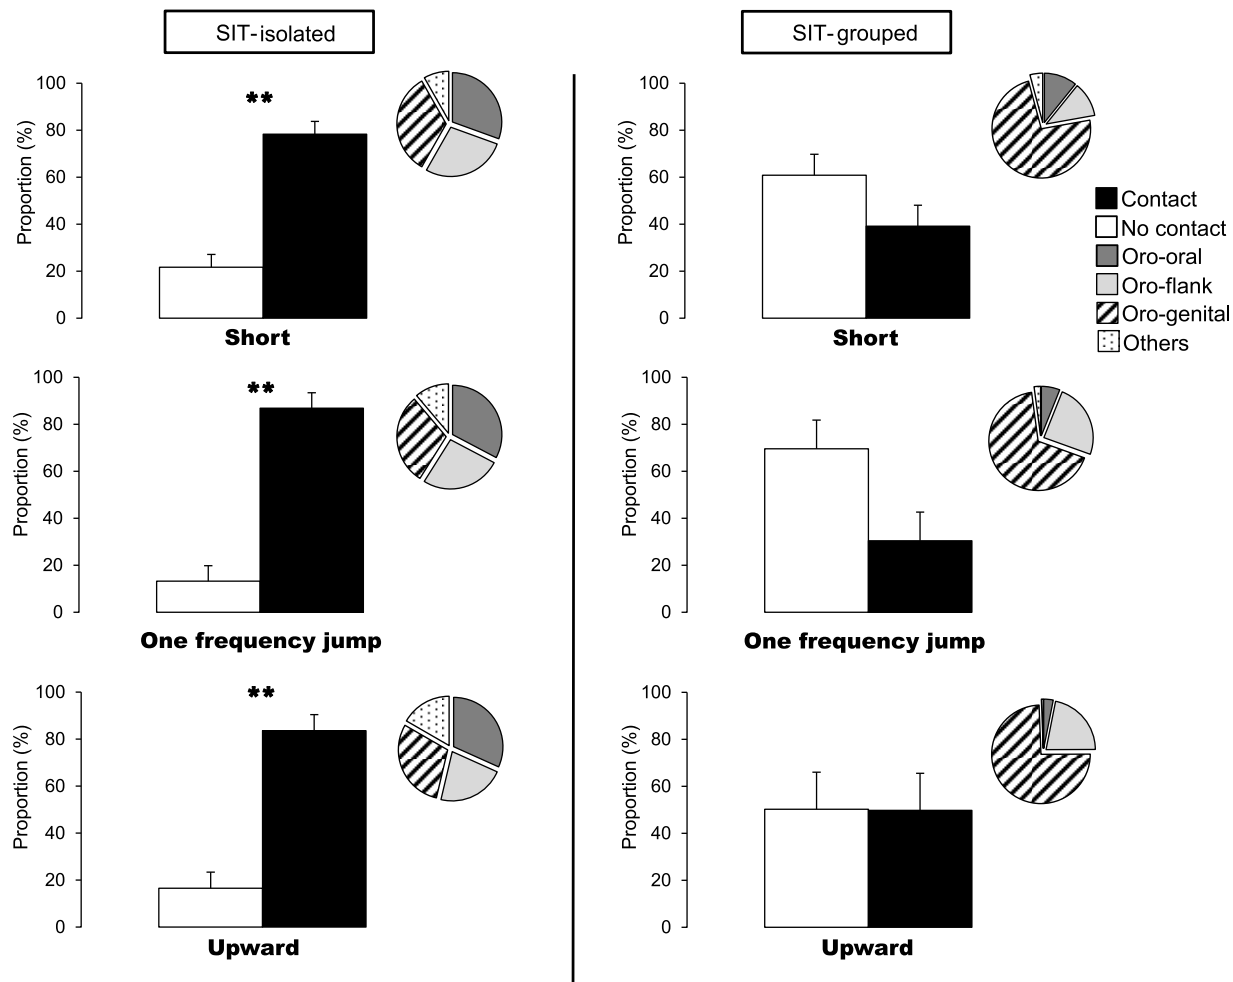 SIT-isolated
SIT-grouped
100
80
60
40
20
0
Proportion (%)
**
Short
100
80
60
40
20
0
Proportion (%)
Short
Contact
No contact
Oro-oral
Oro-flank
Oro-genital
Others
100
80
60
40
20
0
Proportion (%)
**
One frequency jump
100
80
60
40
20
0
Proportion (%)
One frequency jump
100
80
60
40
20
0
Proportion (%)
**
Upward
100
80
60
40
20
0
Proportion (%)
Upward